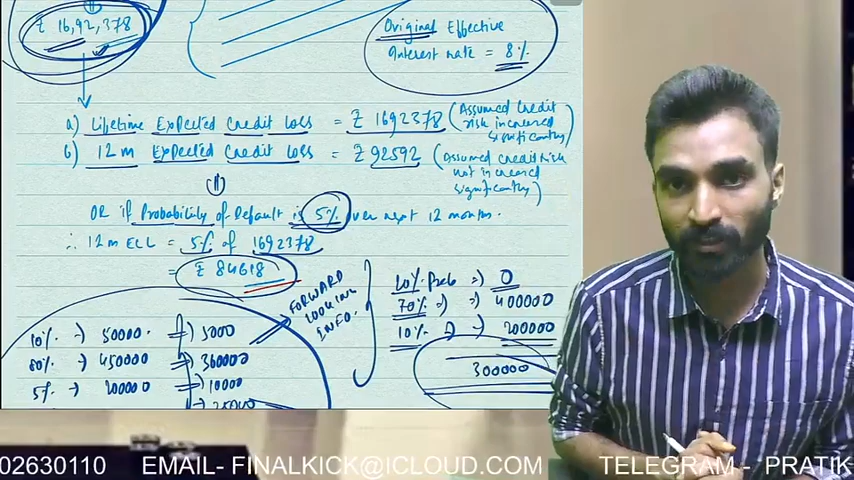 ₹ 16,92,378
Original Effective
Interest rate = 8%
a) Lifetime Expected Credit Loss = ₹ 1692378 (Assumed Credit
risk increased
significantly)
b) 12m Expected Credit Loss = ₹ 92592 (Assumed credit risk
not increased
significantly)
OR if Probability of Default is 5% over next 12 months.
∴ 12m ECL = 5% of 1692378
= ₹ 84618
FORWARD
LOOKING
INFO.
10% Prob => 0
70% => => 400000
10% => => 200000
300000
10% => 50000 => 5000
80% => 450000 => 360000
5% => 200000 => 10000
=> 25000
02630110 EMAIL- FINALKICK@ICLOUD.COM TELEGRAM - PRATIK